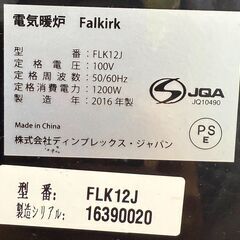 電気暖炉 Falkirk
型番 : FLK12J
定格電圧 : 100V
定格周波数 : 50/60Hz
定格消費電力 : 1200W
製造年 : 2016年製
JQA
JQ10490
PS
E
株式会社ディンプレックス・ジャパン
型 番: FLK12J
製造シリアル: 16390020